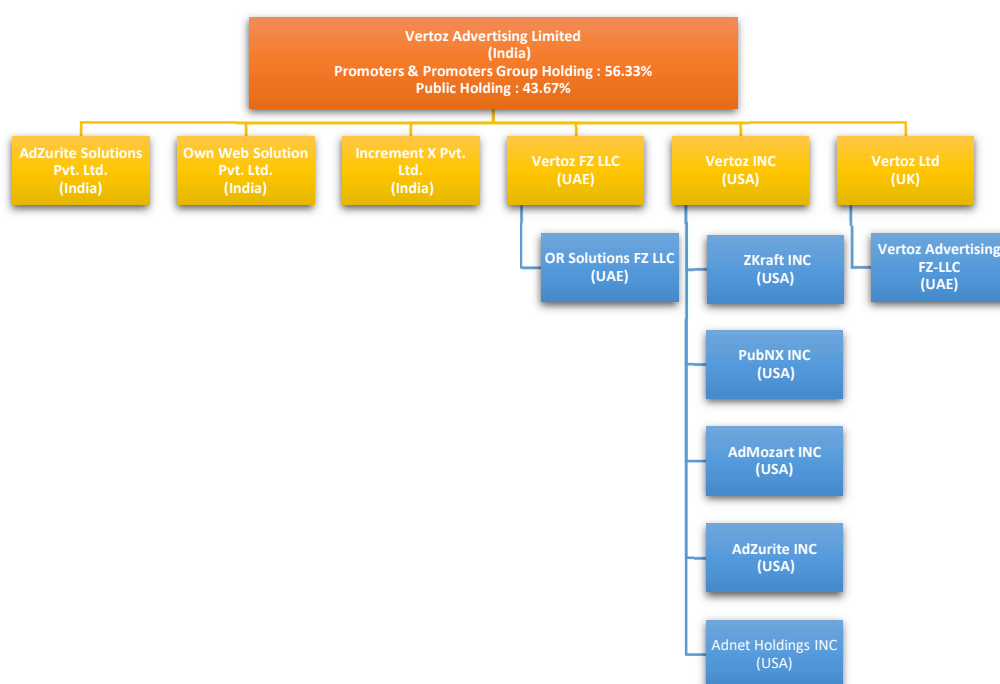 Vertoz Advertising Limited
(India)
Promoters & Promoters Group Holding : 56.33%
Public Holding : 43.67%
AdZurite Solutions
Pvt. Ltd.
(India)
Own Web Solution
Pvt. Ltd.
(India)
Increment X Pvt.
Ltd.
(India)
Vertoz FZ LLC
(UAE)
Vertoz INC
(USA)
Vertoz Ltd
(UK)
OR Solutions FZ LLC
(UAE)
ZKraft INC
(USA)
Vertoz Advertising
FZ-LLC
(UAE)
PubNX INC
(USA)
AdMozart INC
(USA)
AdZurite INC
(USA)
Adnet Holdings INC
(USA)